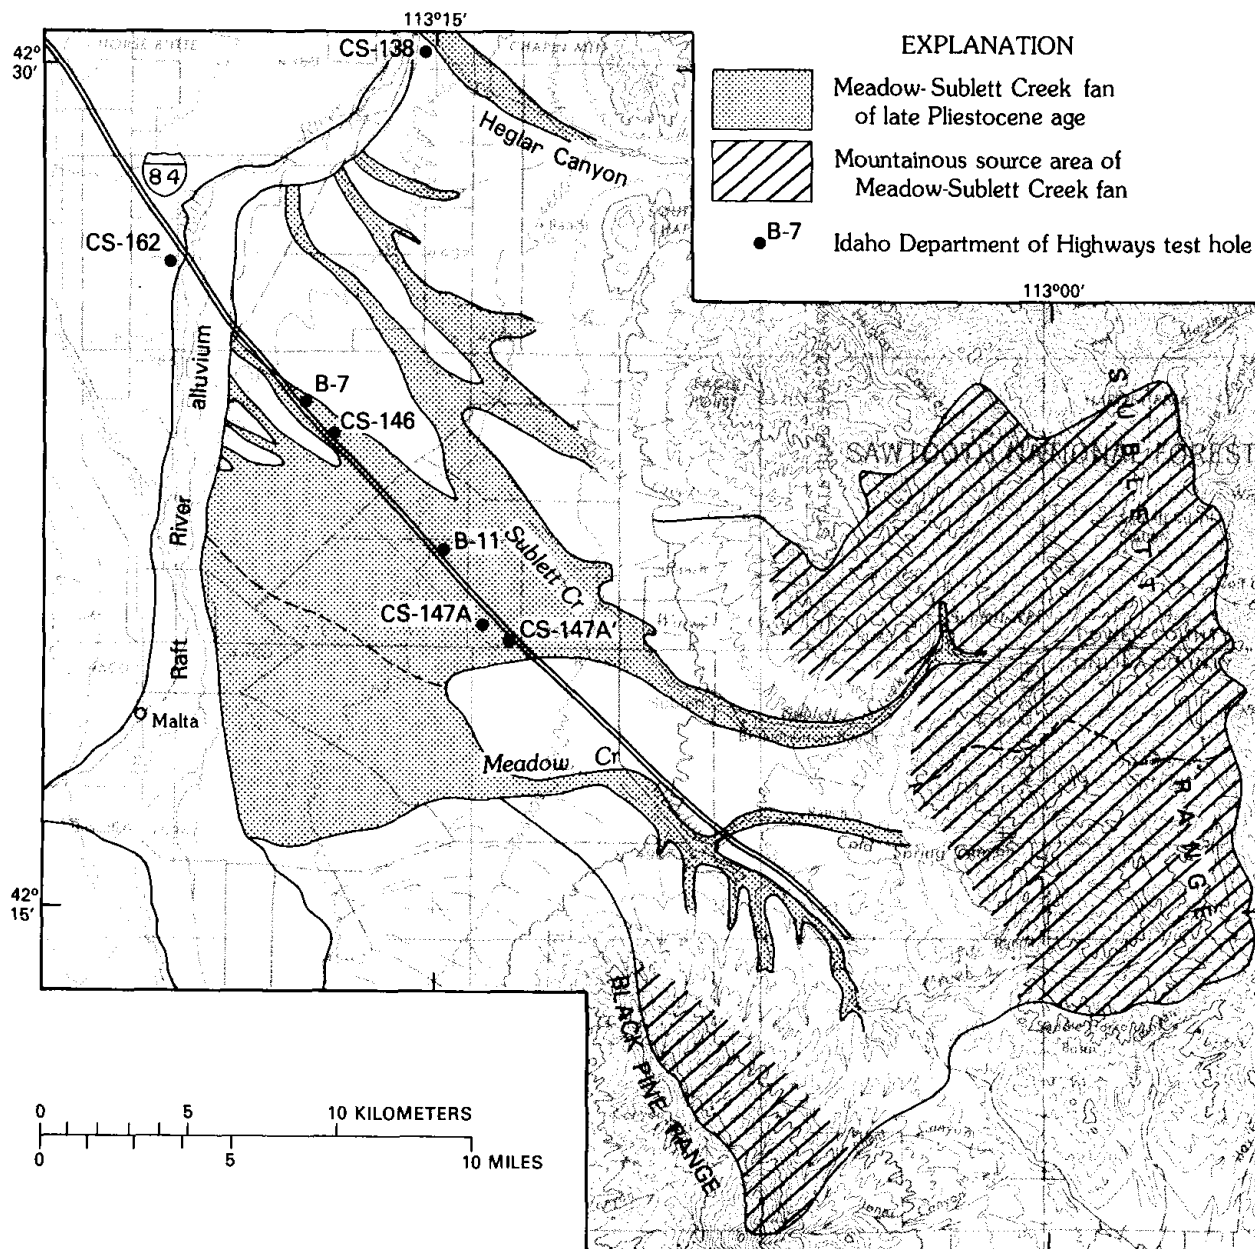 113° 15'
42°
30'
CS-138
Heglar Canyon
84
CS-162
EXPLANATION
Meadow-Sublett Creek fan
of late Pliestocene age
Mountainous source area of
Meadow-Sublett Creek fan
B-7
Idaho Department of Highways test hole
113° 00'
Raft River alluvium
B-7
CS-146
B-11
Sublett Cr
CS-147A
CS-147A'
Malta
Meadow Cr
SAWTOOTH NATIONAL FOREST
SUBLETT RANGE
42°
15'
BLACK PINE RANGE
0 5 10 KILOMETERS
0 5 10 MILES